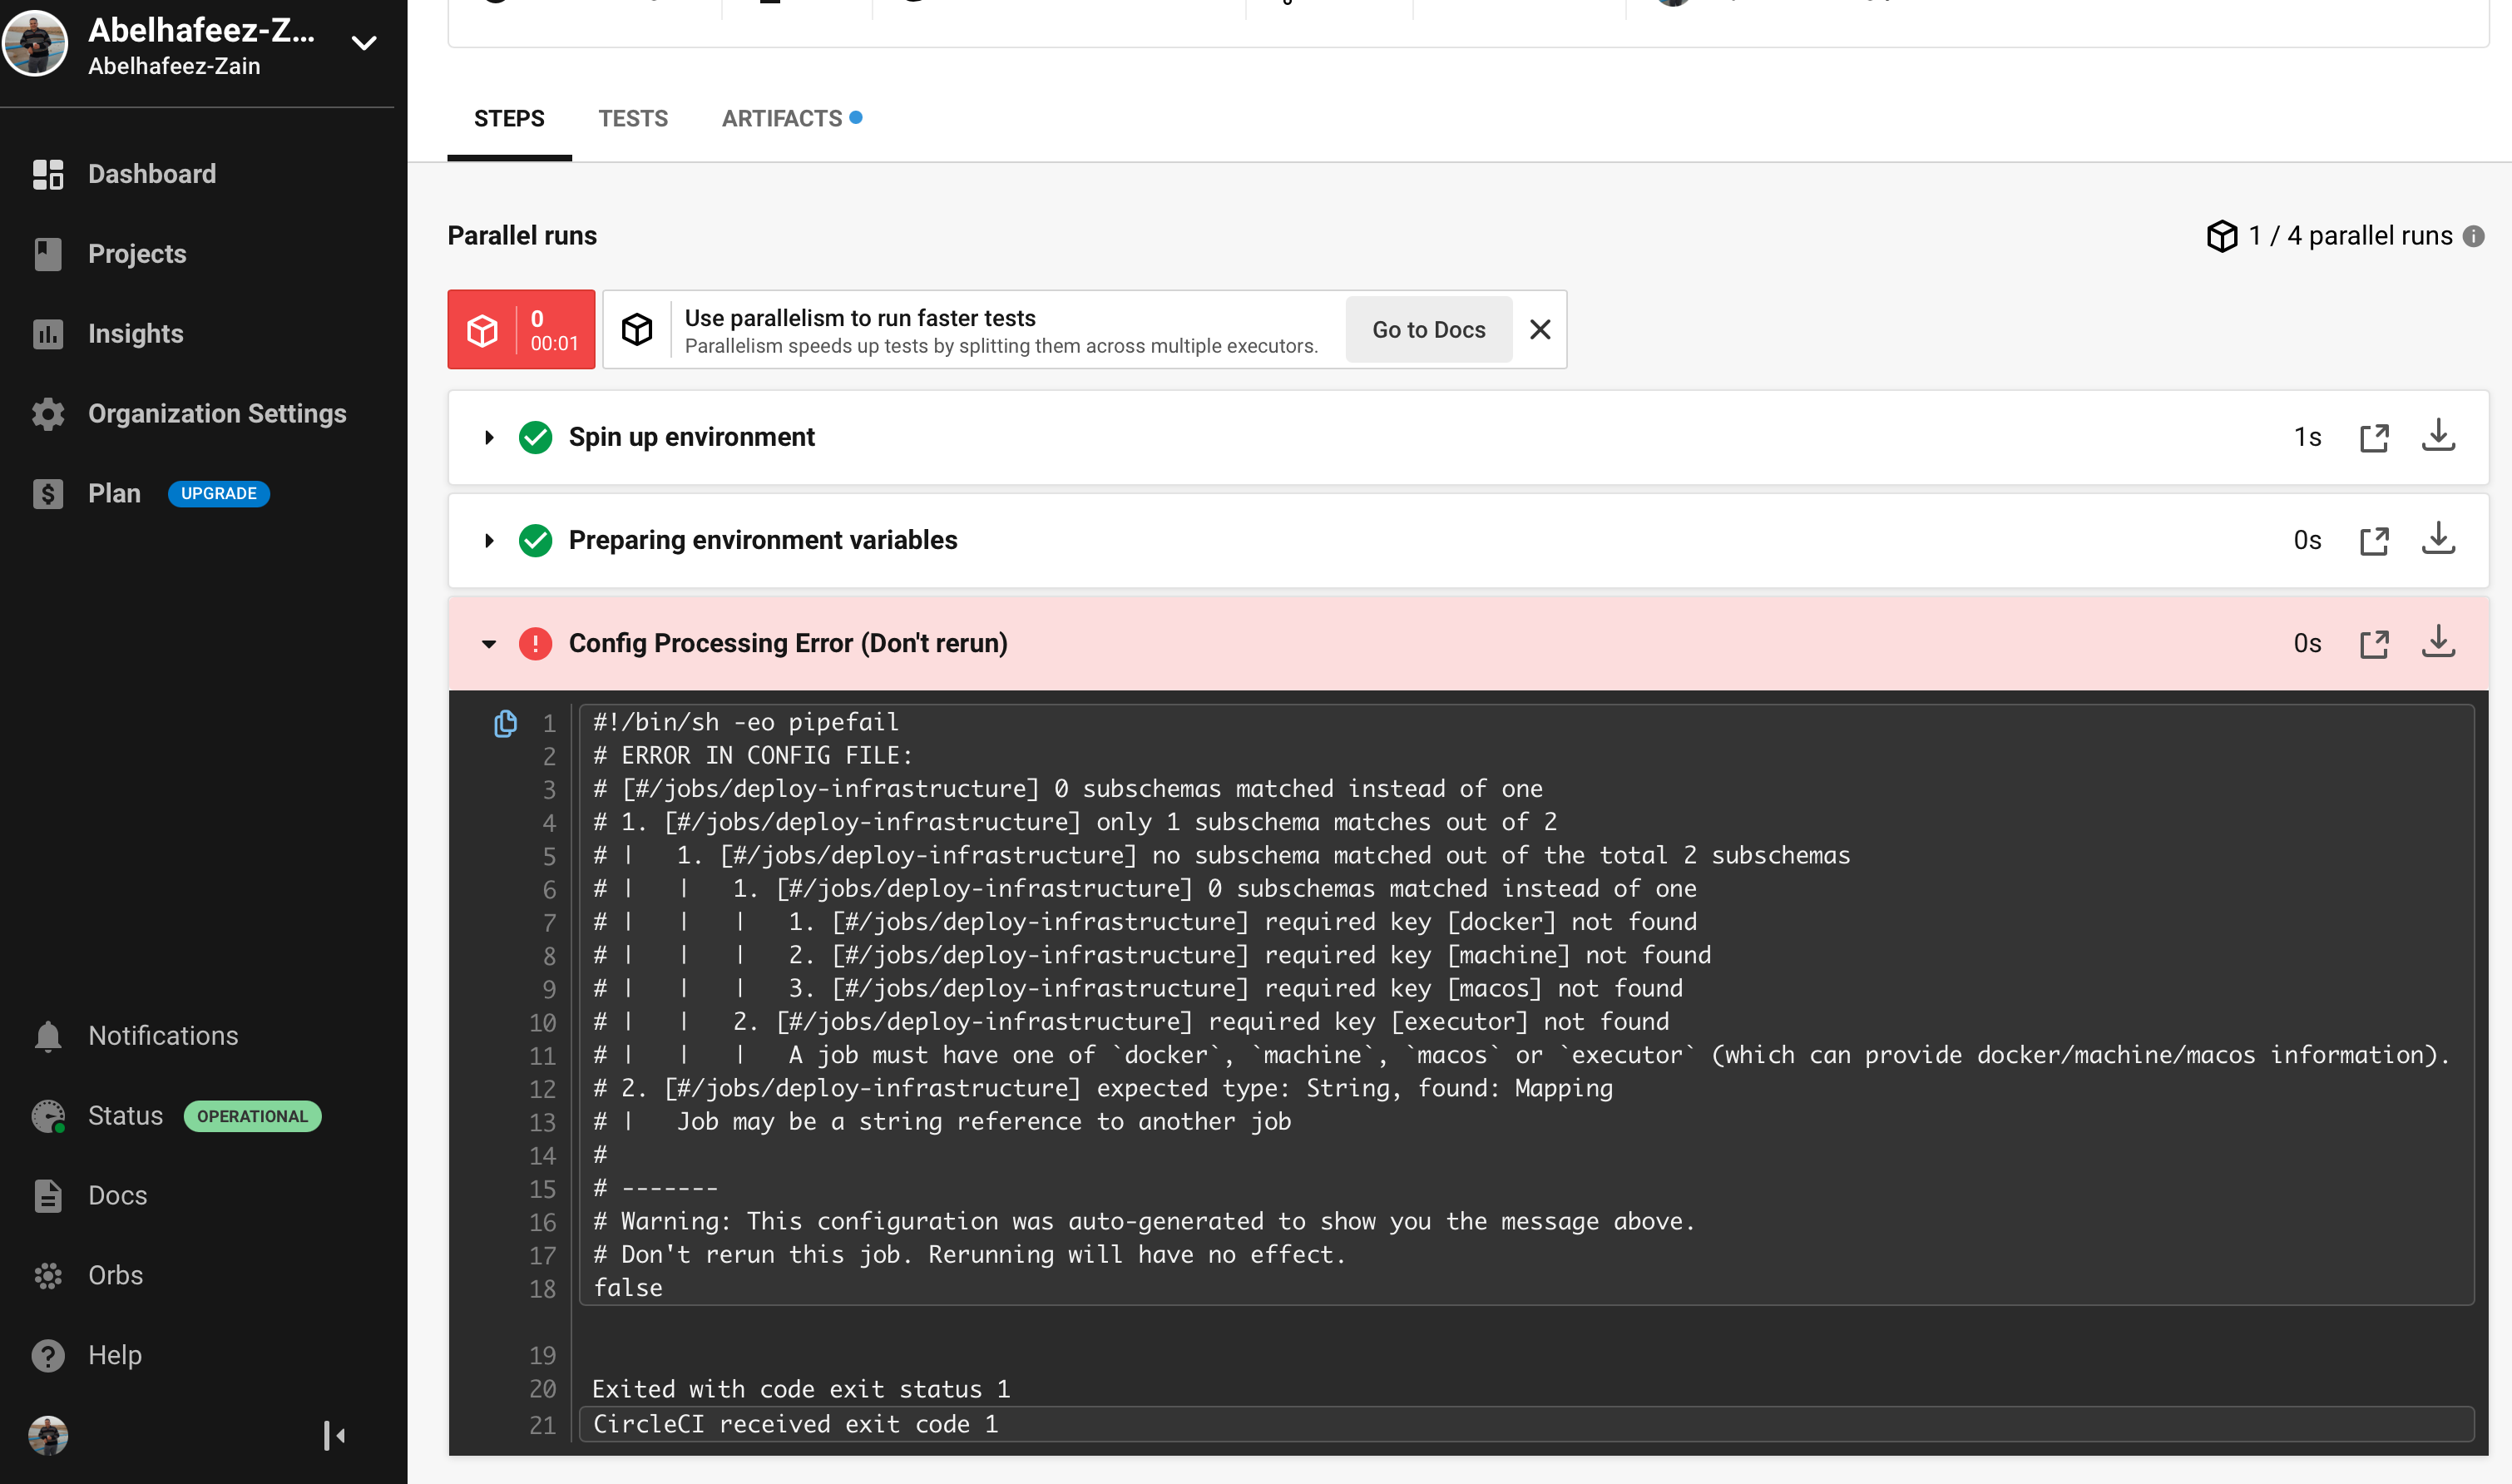 Abelhafeez-Z...
Abelhafeez-Zain
Dashboard
Projects
Insights
Organization Settings
Plan UPGRADE
Notifications
Status OPERATIONAL
Docs
Orbs
Help
STEPS TESTS ARTIFACTS
Parallel runs
1 / 4 parallel runs
0
00:01
Use parallelism to run faster tests
Parallelism speeds up tests by splitting them across multiple executors.
Go to Docs
Spin up environment 1s
Preparing environment variables 0s
Config Processing Error (Don't rerun) 0s
1 #!/bin/sh -eo pipefail
2 # ERROR IN CONFIG FILE:
3 # [#/jobs/deploy-infrastructure] 0 subschemas matched instead of one
4 # 1. [#/jobs/deploy-infrastructure] only 1 subschema matches out of 2
5 # |   1. [#/jobs/deploy-infrastructure] no subschema matched out of the total 2 subschemas
6 # |   |   1. [#/jobs/deploy-infrastructure] 0 subschemas matched instead of one
7 # |   |   |   1. [#/jobs/deploy-infrastructure] required key [docker] not found
8 # |   |   |   2. [#/jobs/deploy-infrastructure] required key [machine] not found
9 # |   |   |   3. [#/jobs/deploy-infrastructure] required key [macos] not found
10 # |   |   2. [#/jobs/deploy-infrastructure] required key [executor] not found
11 # |   |   |   A job must have one of `docker`, `machine`, `macos` or `executor` (which can provide docker/machine/macos information).
12 # 2. [#/jobs/deploy-infrastructure] expected type: String, found: Mapping
13 # |   Job may be a string reference to another job
14 #
15 # -------
16 # Warning: This configuration was auto-generated to show you the message above.
17 # Don't rerun this job. Rerunning will have no effect.
18 false
19
20 Exited with code exit status 1
21 CircleCI received exit code 1